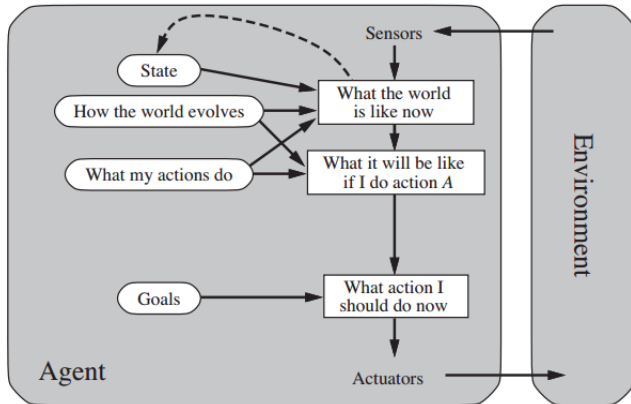 Sensors
State
What the world
is like now
How the world evolves
What it will be like
if I do action A
What my actions do
Environment
What action I
should do now
Goals
Agent
Actuators